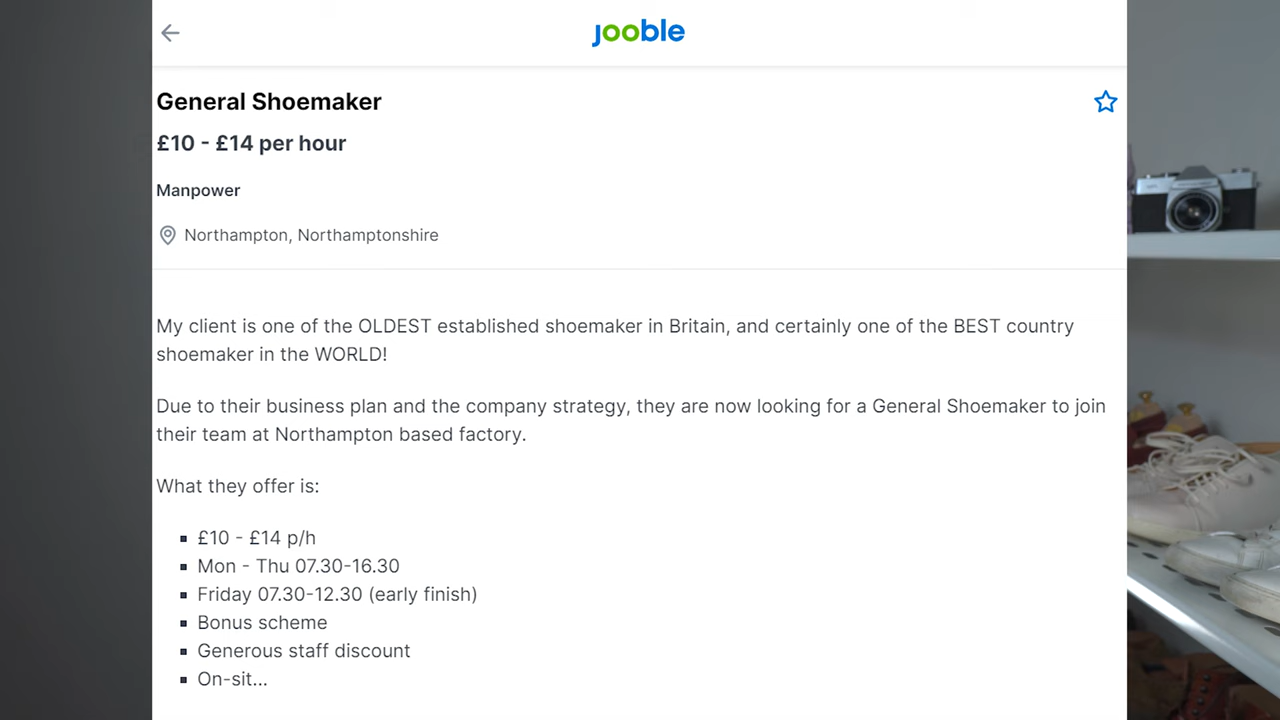 jooble
General Shoemaker
£10 - £14 per hour
Manpower
Northampton, Northamptonshire
My client is one of the OLDEST established shoemaker in Britain, and certainly one of the BEST country
shoemaker in the WORLD!
Due to their business plan and the company strategy, they are now looking for a General Shoemaker to join
their team at Northampton based factory.
What they offer is:
▪ £10 - £14 p/h
▪ Mon - Thu 07.30-16.30
▪ Friday 07.30-12.30 (early finish)
▪ Bonus scheme
▪ Generous staff discount
▪ On-sit...